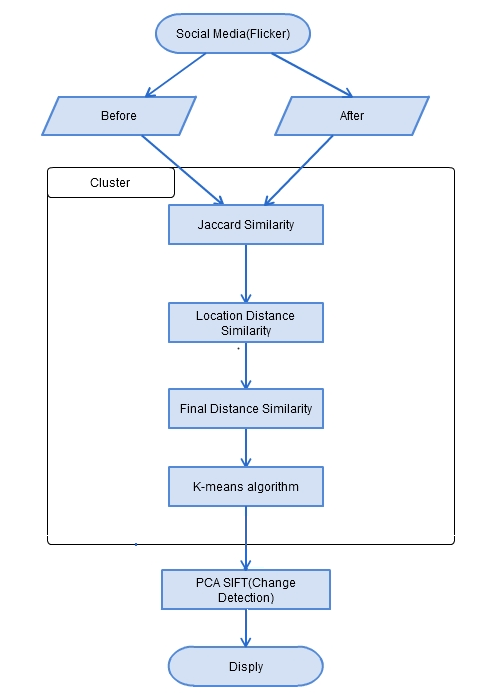 Social Media(Flicker)
Before
After
Cluster
Jaccard Similarity
Location Distance
Similarity
Final Distance Similarity
K-means algorithm
PCA SIFT(Change
Detection)
Disply